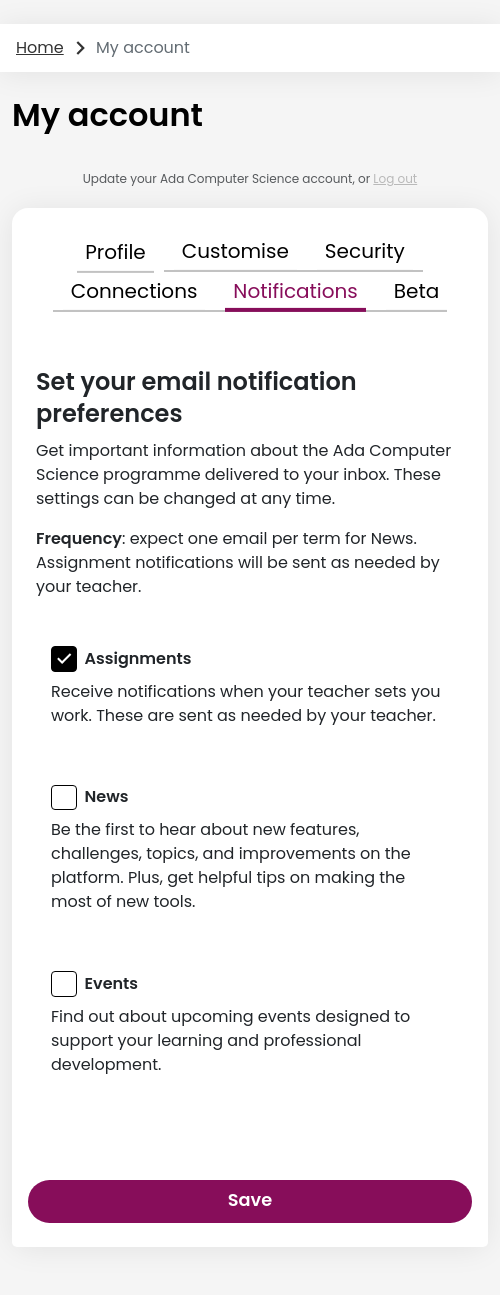 Home My account
My account
Update your Ada Computer Science account, or Log out
Profile Customise Security
Connections Notifications Beta
Set your email notification
preferences
Get important information about the Ada Computer
Science programme delivered to your inbox. These
settings can be changed at any time.
Frequency: expect one email per term for News.
Assignment notifications will be sent as needed by
your teacher.
Assignments
Receive notifications when your teacher sets you
work. These are sent as needed by your teacher.
News
Be the first to hear about new features,
challenges, topics, and improvements on the
platform. Plus, get helpful tips on making the
most of new tools.
Events
Find out about upcoming events designed to
support your learning and professional
development.
Save